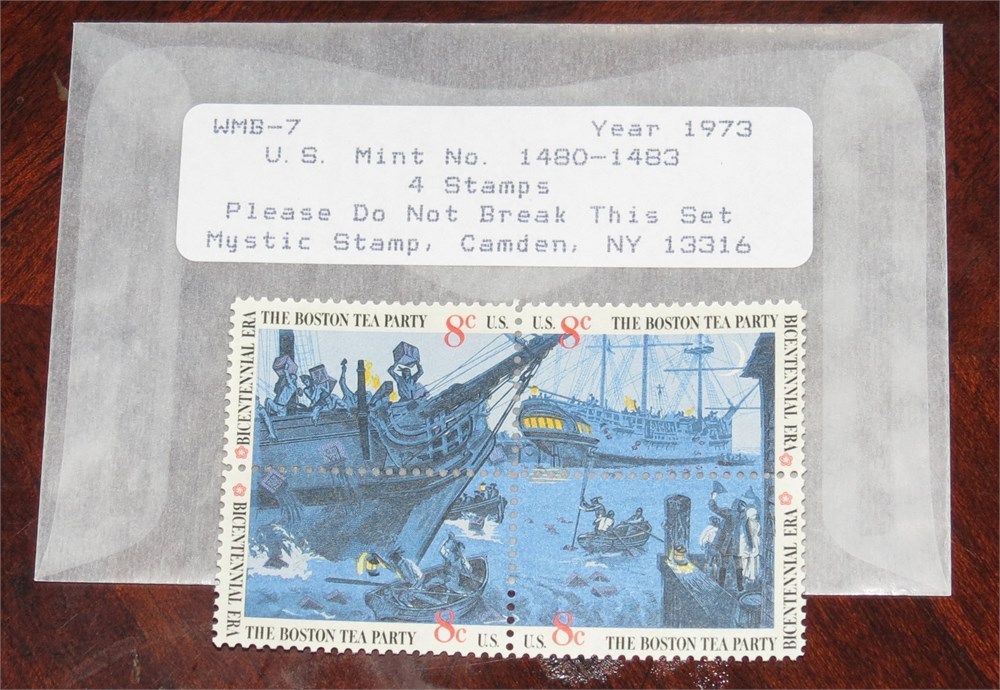 WMB-7 Year 1973
U.S. Mint No. 1480-1483
4 Stamps
Please Do Not Break This Set
Mystic Stamp, Camden, NY 13316
THE BOSTON TEA PARTY 8c U.S.
BICENTENNIAL ERA
U.S. 8c THE BOSTON TEA PARTY
BICENTENNIAL ERA
BICENTENNIAL ERA
THE BOSTON TEA PARTY 8c U.S.
U.S. 8c THE BOSTON TEA PARTY
BICENTENNIAL ERA